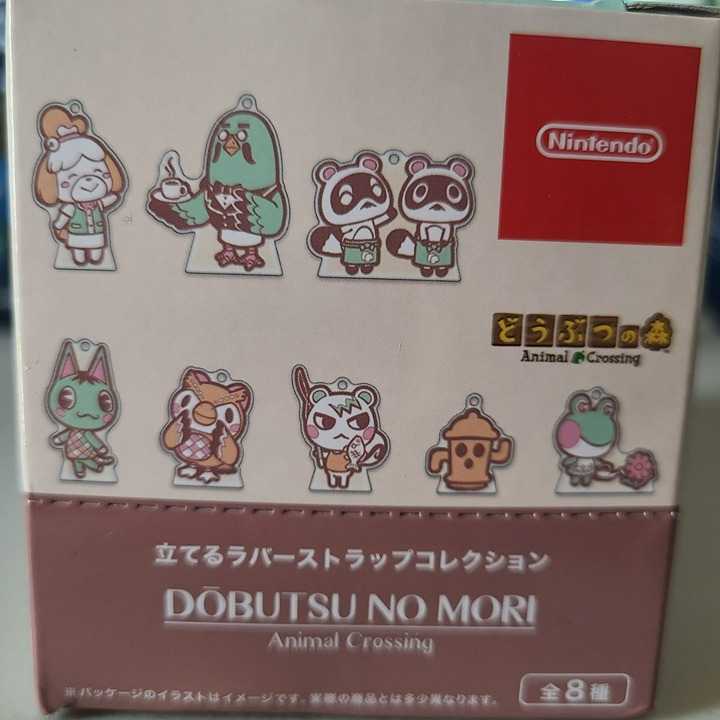 Nintendo
どうぶつの森
Animal Crossing
立てるラバーストラップコレクション
DŌBUTSU NO MORI
Animal Crossing
※パッケージのイラストはイメージです。実際の商品とは多少異なります。
全8種